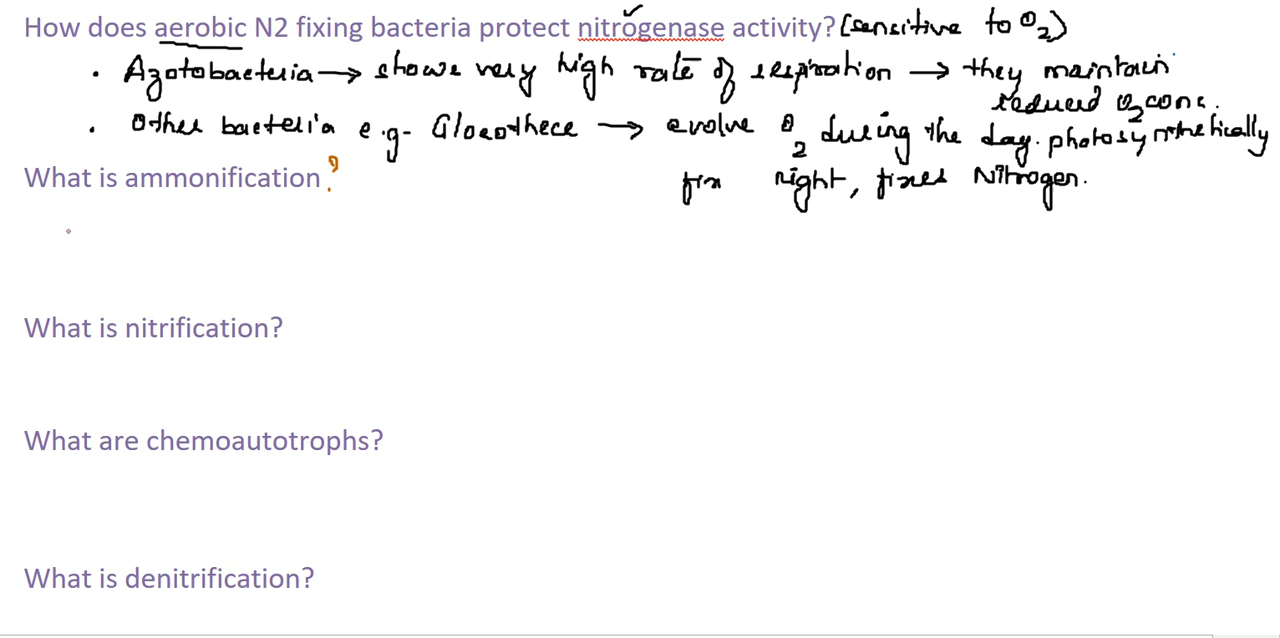 How does aerobic N2 fixing bacteria protect nitrogenase activity? (sensitive to O2)
. Azotobacteria → shows very high rate of respiration → they maintain
reduced O2 conc.
. Other bacteria e.g- Gloeothece → evolve O2 during the day photosynthetically
What is ammonification ?
for night, fixes Nitrogen.
What is nitrification?
What are chemoautotrophs?
What is denitrification?